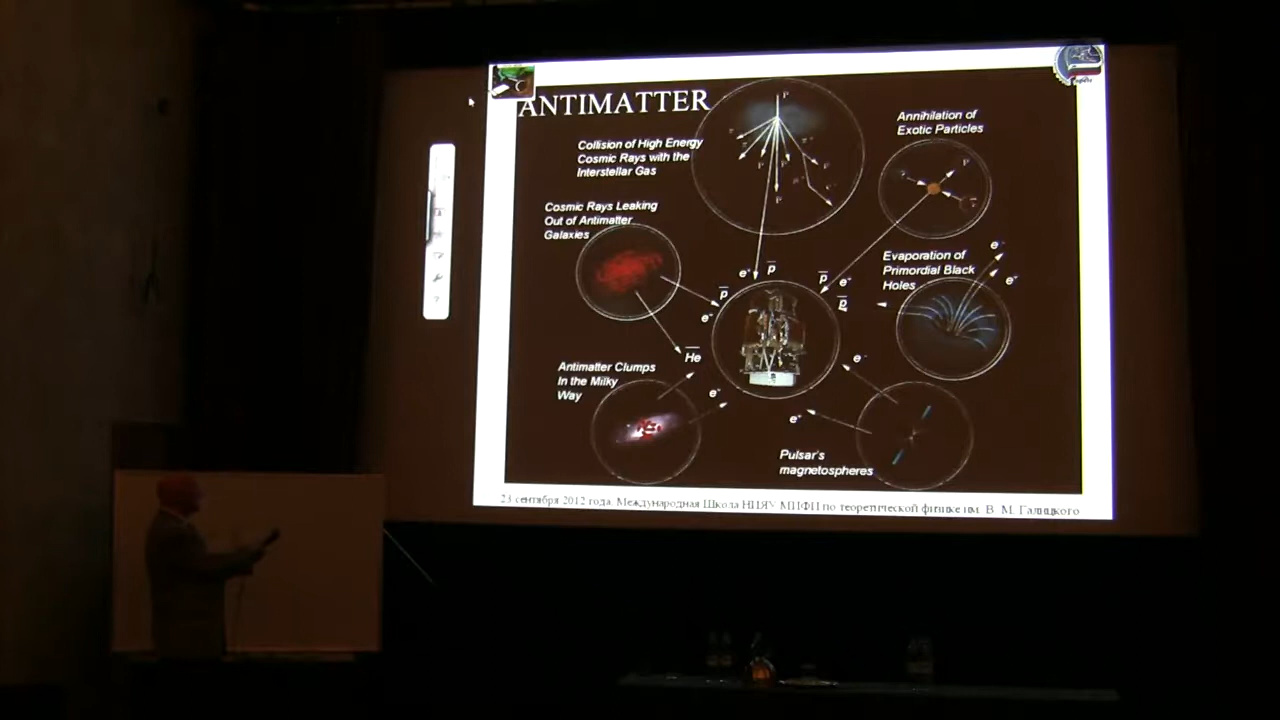 ANTIMATTER
Collision of High Energy
Cosmic Rays with the
Interstellar Gas
Annihilation of
Exotic Particles
Cosmic Rays Leaking
Out of Antimatter
Galaxies
Evaporation of
Primordial Black
Holes
e⁺
p̅
p̅
e⁺
p̅
e⁻
p̅
e⁻
e⁺
H̅e̅
Antimatter Clumps
In the Milky
Way
e⁺
e⁻
e⁺
Pulsar's
magnetospheres
23 сентября 2012 года. Международная Школа НИЯУ МИФИ по теоретической физике им. В. М. Галицкого